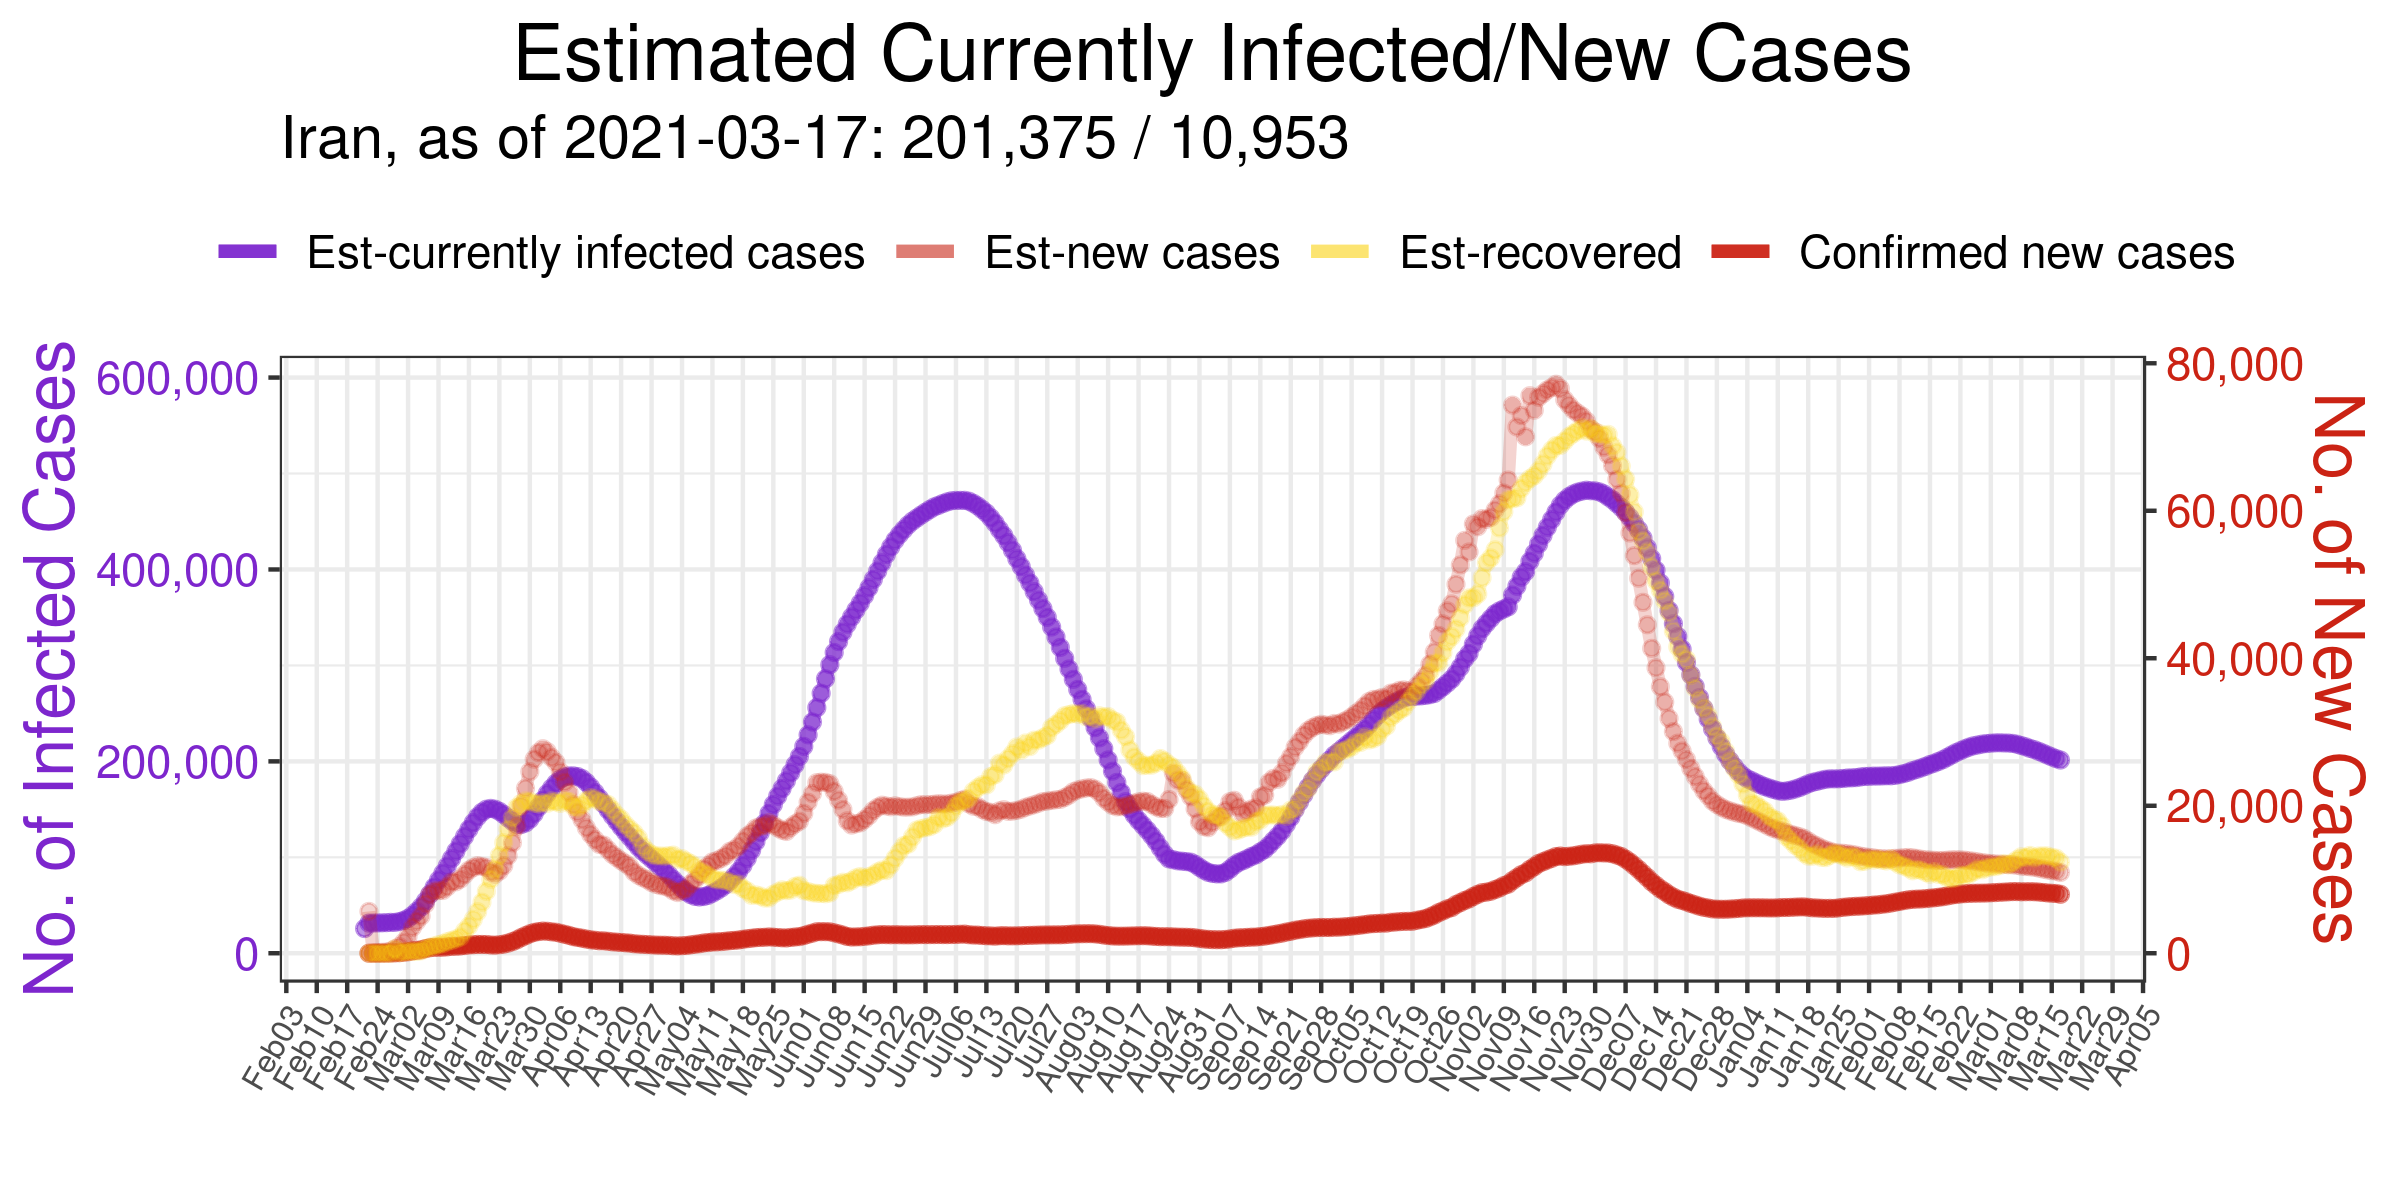 Estimated Currently Infected/New Cases
Iran, as of 2021-03-17: 201,375 / 10,953
Est-currently infected cases Est-new cases Est-recovered Confirmed new cases
No. of Infected Cases
600,000
400,000
200,000
0
80,000
60,000
40,000
20,000
0
No. of New Cases
Feb03 Feb10 Feb17 Feb24 Mar02 Mar09 Mar16 Mar23 Mar30 Apr06 Apr13 Apr20 Apr27 May04 May11 May18 May25 Jun01 Jun08 Jun15 Jun22 Jun29 Jul06 Jul13 Jul20 Jul27 Aug03 Aug10 Aug17 Aug24 Aug31 Sep07 Sep14 Sep21 Sep28 Oct05 Oct12 Oct19 Oct26 Nov02 Nov09 Nov16 Nov23 Nov30 Dec07 Dec14 Dec21 Dec28 Dec04 Jan11 Jan18 Jan25 Jan01 Feb08 Feb15 Feb22 Mar01 Mar08 Mar15 Mar22 Mar29 Apr05